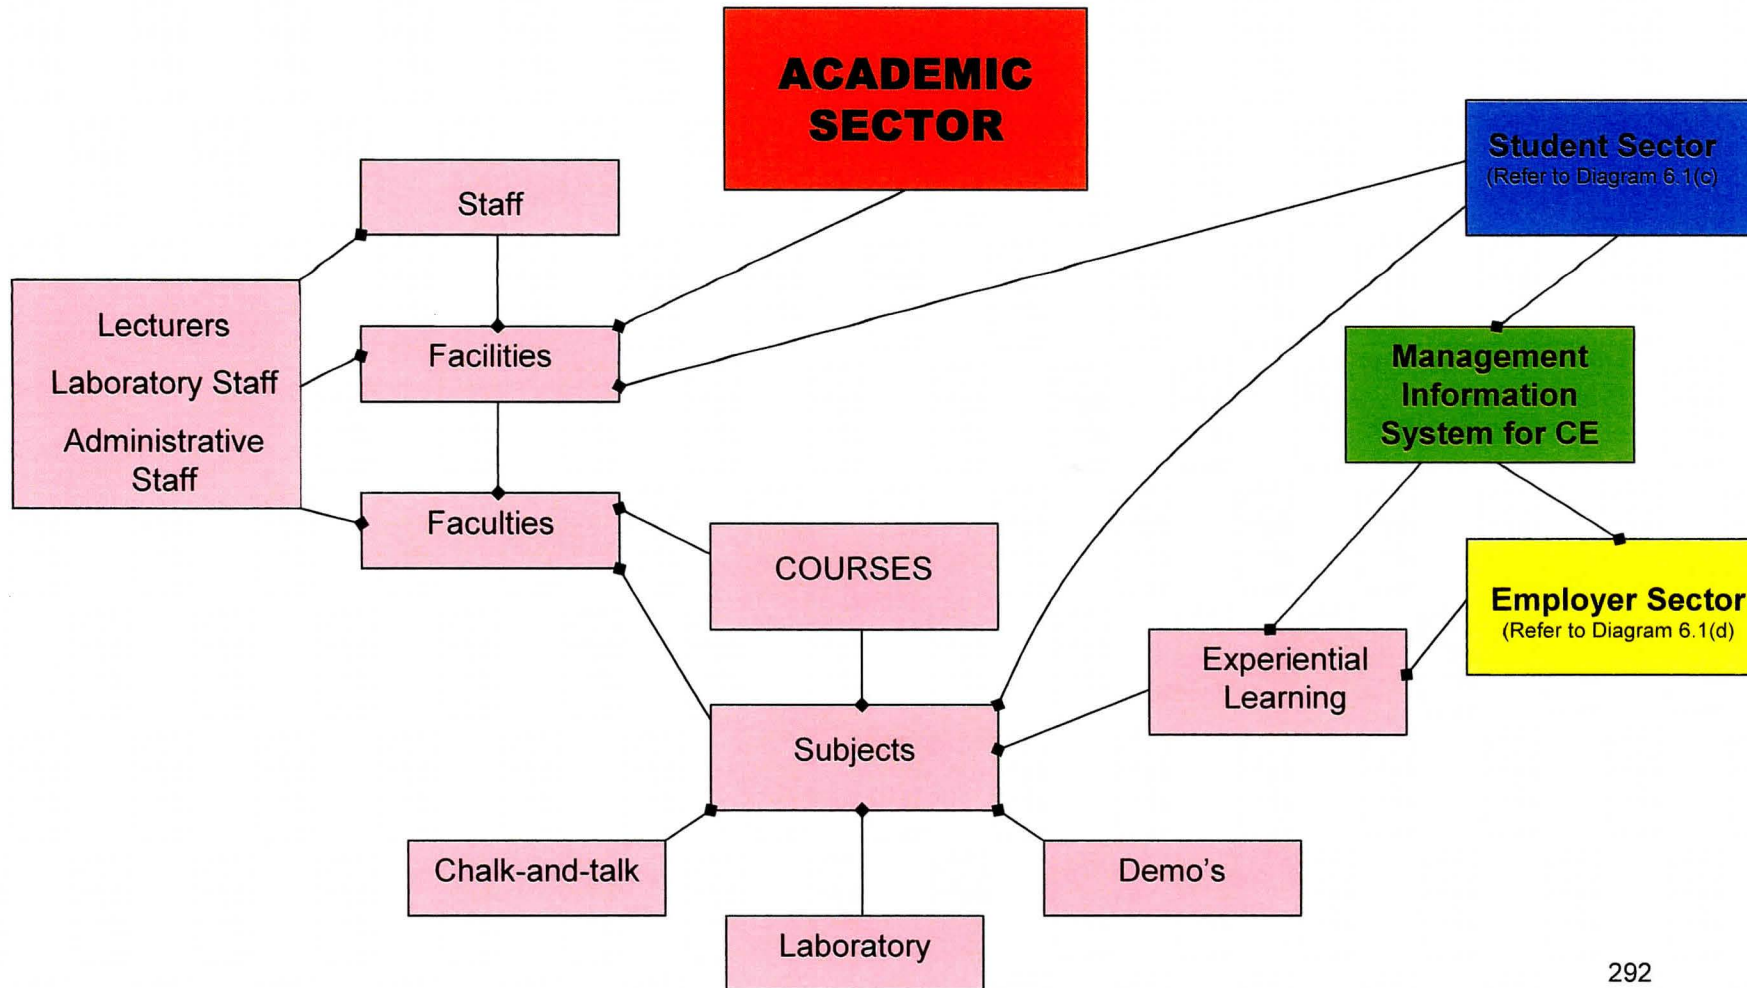 ACADEMIC
SECTOR
Student Sector
(Refer to Diagram 6.1(c)
Staff
Lecturers
Laboratory Staff
Administrative
Staff
Facilities
Management
Information
System for CE
Faculties
COURSES
Employer Sector
(Refer to Diagram 6.1(d)
Experiential
Learning
Subjects
Chalk-and-talk
Demo's
Laboratory
292